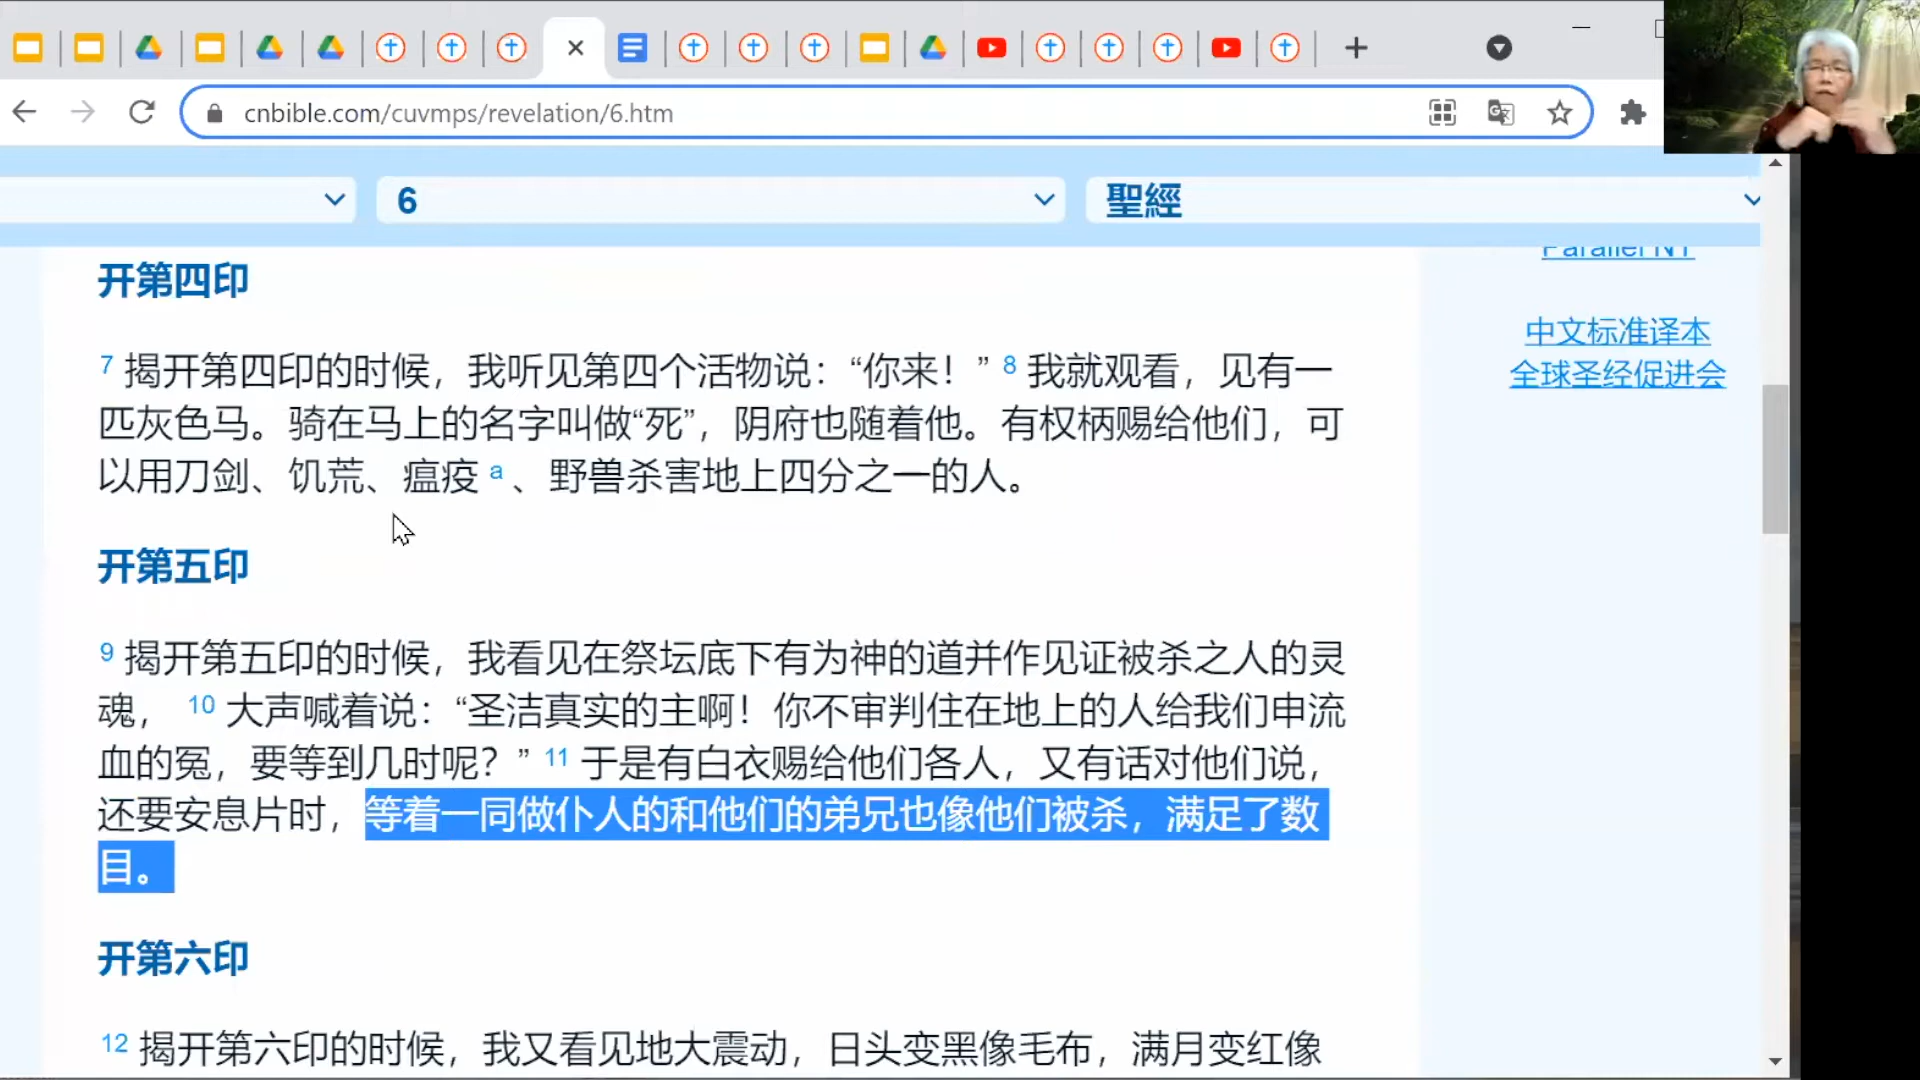 cnbible.com/cuvmps/revelation/6.htm
6
聖經
Parallel NT
开第四印
中文标准译本
全球圣经促进会
7 揭开第四印的时候，我听见第四个活物说：“你来！” 8 我就观看，见有一
匹灰色马。骑在马上的名字叫做“死”，阴府也随着他。有权柄赐给他们，可
以用刀剑、饥荒、瘟疫 a 、野兽杀害地上四分之一的人。
开第五印
9 揭开第五印的时候，我看见在祭坛底下有为神的道并作见证被杀之人的灵
魂， 10 大声喊着说：“圣洁真实的主啊！你不审判住在地上的人给我们申流
血的冤，要等到几时呢？” 11 于是有白衣赐给他们各人，又有话对他们说，
还要安息片时，等着一同做仆人的和他们的弟兄也像他们被杀，满足了数
目。
开第六印
12 揭开第六印的时候，我又看见地大震动，日头变黑像毛布，满月变红像